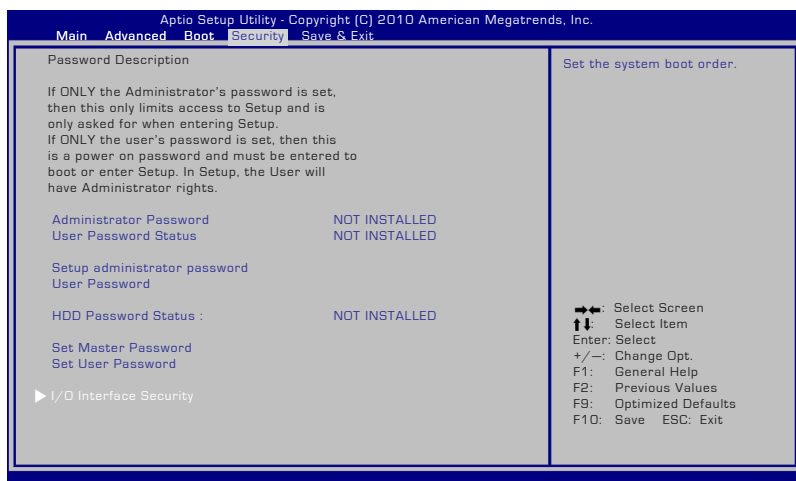 Aptio Setup Utility - Copyright (C) 2010 American Megatrends, Inc.
Main Advanced Boot Security Save & Exit
Password Description
If ONLY the Administrator's password is set,
then this only limits access to Setup and is
only asked for when entering Setup.
If ONLY the user's password is set, then this
is a power on password and must be entered to
boot or enter Setup. In Setup, the User will
have Administrator rights.
Administrator Password NOT INSTALLED
User Password Status NOT INSTALLED
Setup administrator password
User Password
HDD Password Status : NOT INSTALLED
Set Master Password
Set User Password
▶ I/O Interface Security
Set the system boot order.
→←: Select Screen
↑↓: Select Item
Enter: Select
+/—: Change Opt.
F1: General Help
F2: Previous Values
F9: Optimized Defaults
F10: Save ESC: Exit